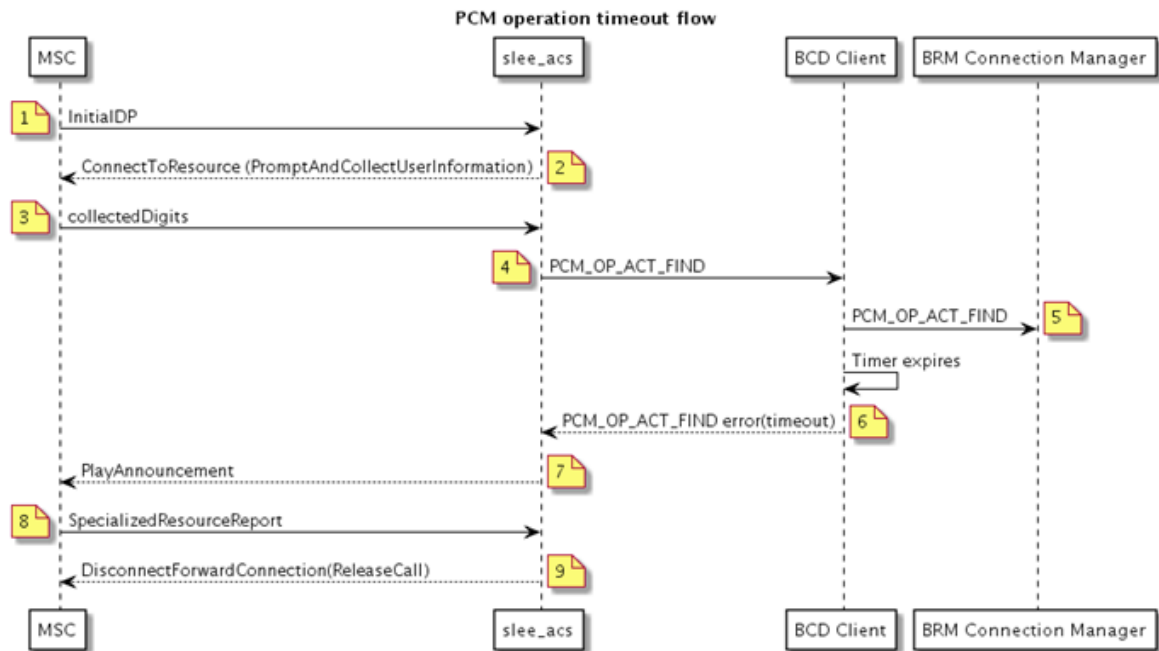 PCM operation timeout flow
MSC
slee_acs
BCD Client
BRM Connection Manager
1
InitialDP
ConnectToResource (PromptAndCollectUserInformation)
2
3
collectedDigits
4
PCM_OP_ACT_FIND
PCM_OP_ACT_FIND
5
Timer expires
PCM_OP_ACT_FIND error(timeout)
6
PlayAnnouncement
7
8
SpecializedResourceReport
DisconnectForwardConnection(ReleaseCall)
9
MSC
slee_acs
BCD Client
BRM Connection Manager